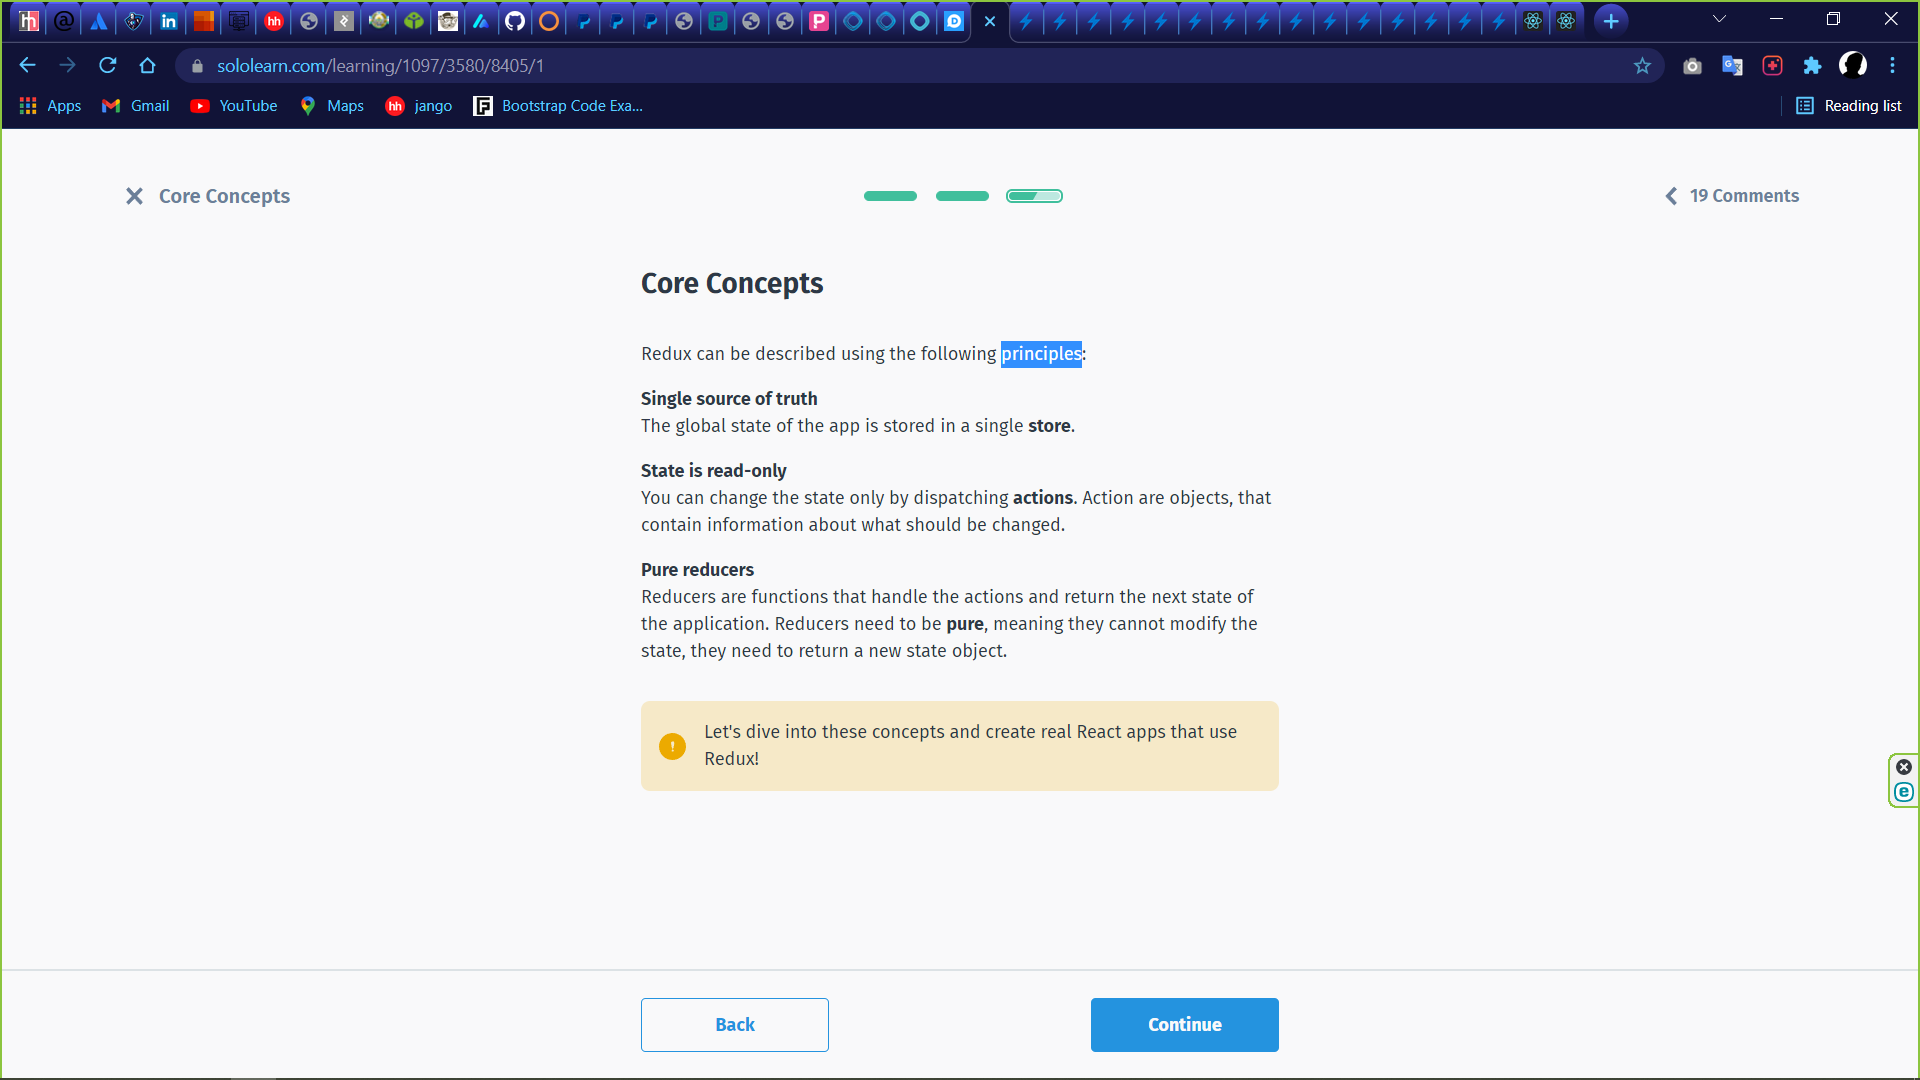 sololearn.com/learning/1097/3580/8405/1
Apps Gmail YouTube Maps jango Bootstrap Code Exa... Reading list
Core Concepts 19 Comments
Core Concepts
Redux can be described using the following principles:
Single source of truth
The global state of the app is stored in a single store.
State is read-only
You can change the state only by dispatching actions. Action are objects, that
contain information about what should be changed.
Pure reducers
Reducers are functions that handle the actions and return the next state of
the application. Reducers need to be pure, meaning they cannot modify the
state, they need to return a new state object.
Let's dive into these concepts and create real React apps that use
Redux!
Back Continue